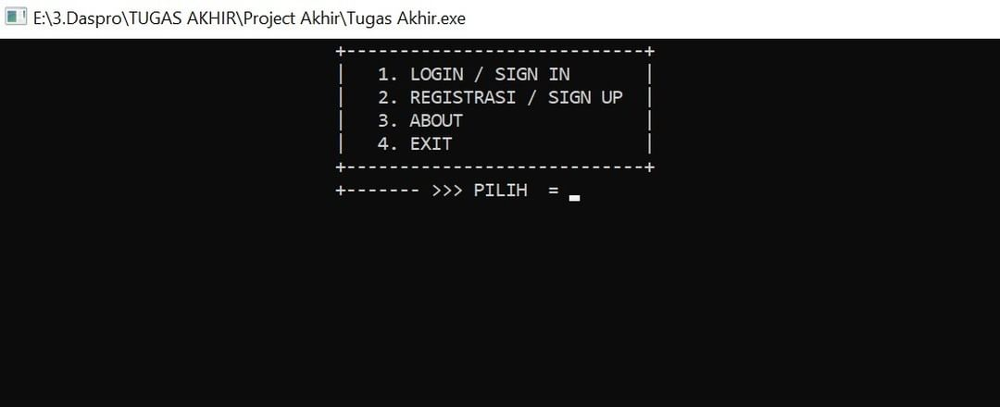 E:\3.Daspro\TUGAS AKHIR\Project Akhir\Tugas Akhir.exe
+----------------------------+
|   1. LOGIN / SIGN IN       |
|   2. REGISTRASI / SIGN UP  |
|   3. ABOUT                 |
|   4. EXIT                  |
+----------------------------+
+------- >>> PILIH  =